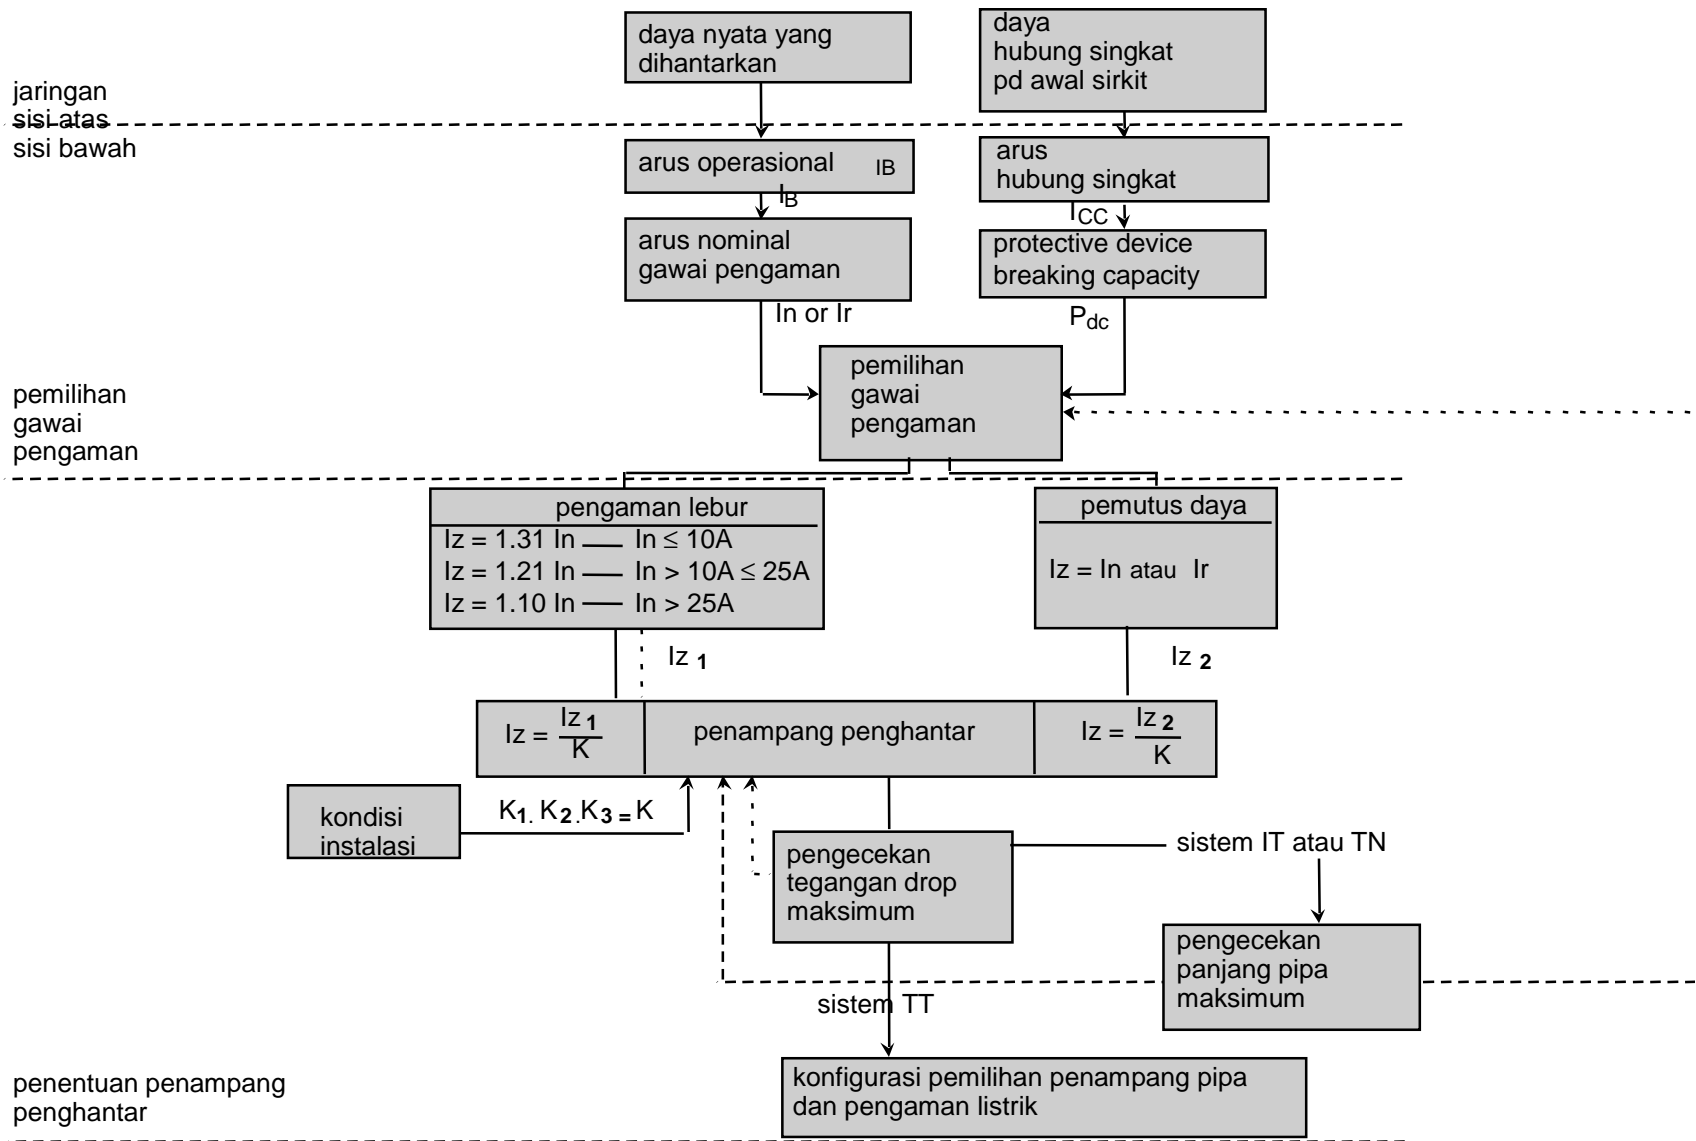 daya nyata yang
dihantarkan
daya
hubung singkat
pd awal sirkit
jaringan
sisi atas
sisi bawah
arus operasional IB
IB
arus
hubung singkat
ICC
arus nominal
gawai pengaman
protective device
breaking capacity
In or Ir
Pdc
pemilihan
gawai
pengaman
pemilihan
gawai
pengaman
pengaman lebur
Iz = 1.31 In — In ≤ 10A
Iz = 1.21 In — In > 10A ≤ 25A
Iz = 1.10 In — In > 25A
pemutus daya
Iz = In atau Ir
Iz 1
Iz 2
Iz = Iz 1 / K
penampang penghantar
Iz = Iz 2 / K
kondisi
instalasi
K1. K2.K3 = K
pengecekan
tegangan drop
maksimum
sistem IT atau TN
pengecekan
panjang pipa
maksimum
sistem TT
penentuan penampang
penghantar
konfigurasi pemilihan penampang pipa
dan pengaman listrik